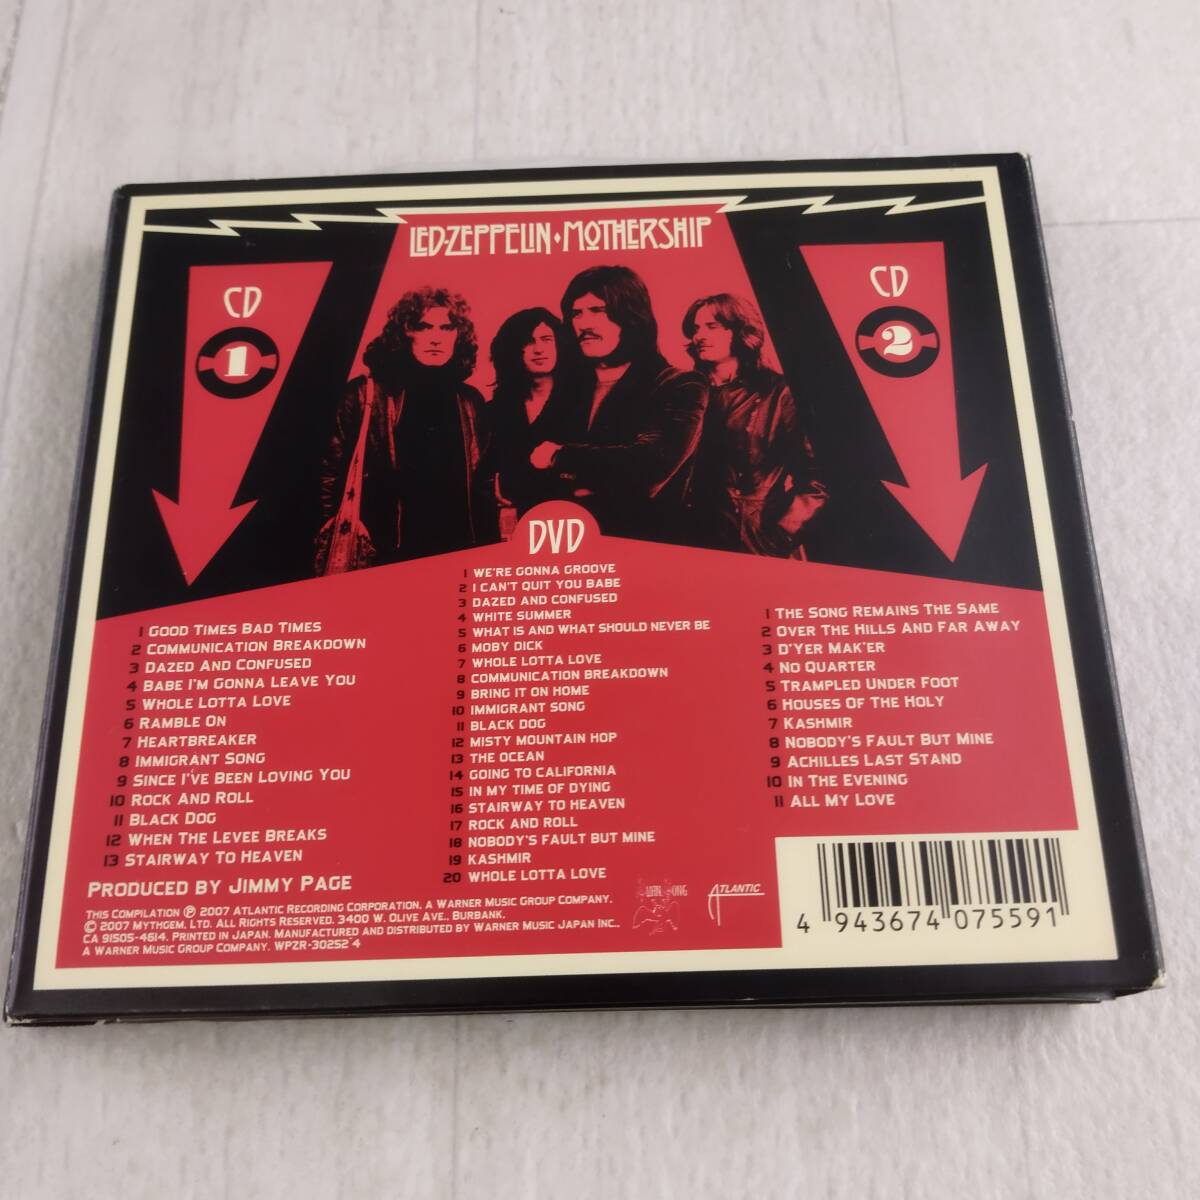 LED-ZEPPELIN·MOTHERSHIP
CD
1
CD
2
1 GOOD TIMES BAD TIMES
2 COMMUNICATION BREAKDOWN
3 DAZED AND CONFUSED
4 BABE I'M GONNA LEAVE YOU
5 WHOLE LOTTA LOVE
6 RAMBLE ON
7 HEARTBREAKER
8 IMMIGRANT SONG
9 SINCE I'VE BEEN LOVING YOU
10 ROCK AND ROLL
11 BLACK DOG
12 WHEN THE LEVEE BREAKS
13 STAIRWAY TO HEAVEN
DVD
1 WE'RE GONNA GROOVE
2 I CAN'T QUIT YOU BABE
3 DAZED AND CONFUSED
4 WHITE SUMMER
5 WHAT IS AND WHAT SHOULD NEVER BE
6 MOBY DICK
7 WHOLE LOTTA LOVE
8 COMMUNICATION BREAKDOWN
9 BRING IT ON HOME
10 IMMIGRANT SONG
11 BLACK DOG
12 MISTY MOUNTAIN HOP
13 THE OCEAN
14 GOING TO CALIFORNIA
15 IN MY TIME OF DYING
16 STAIRWAY TO HEAVEN
17 ROCK AND ROLL
18 NOBODY'S FAULT BUT MINE
19 KASHMIR
20 WHOLE LOTTA LOVE
1 THE SONG REMAINS THE SAME
2 OVER THE HILLS AND FAR AWAY
3 D'YER MAK'ER
4 NO QUARTER
5 TRAMPLED UNDER FOOT
6 HOUSES OF THE HOLY
7 KASHMIR
8 NOBODY'S FAULT BUT MINE
9 ACHILLES LAST STAND
10 IN THE EVENING
11 ALL MY LOVE
PRODUCED BY JIMMY PAGE
THIS COMPILATION ℗ 2007 ATLANTIC RECORDING CORPORATION. A WARNER MUSIC GROUP COMPANY.
© 2007 MYTHGEM, LTD. ALL RIGHTS RESERVED. 3400 W. OLIVE AVE., BURBANK,
CA 91505-4614. PRINTED IN JAPAN. MANUFACTURED AND DISTRIBUTED BY WARNER MUSIC JAPAN INC..
A WARNER MUSIC GROUP COMPANY. WPZR-30252~4
SWAN SONG
ATLANTIC
4 943674 075591